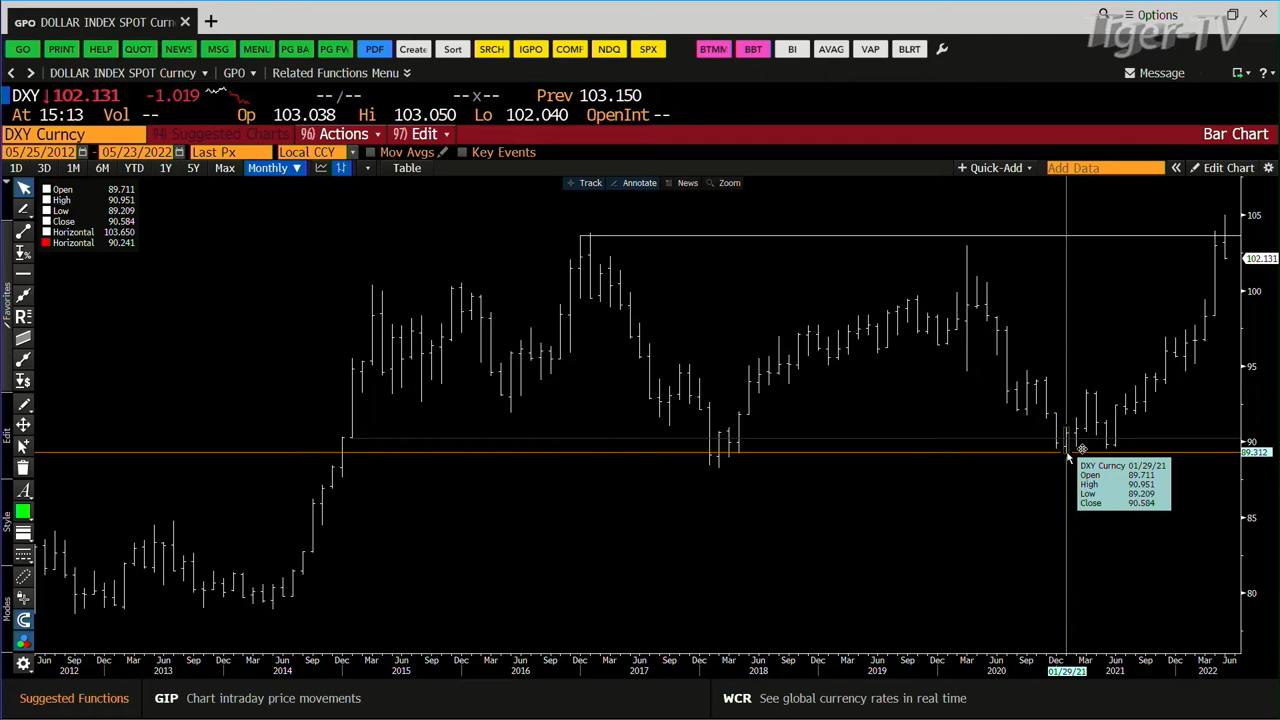 GPO DOLLAR INDEX SPOT Curn × +
Options
Tiger-TV
GO PRINT HELP QUOT NEWS MSG MENU PG BA PG FW PDF Create Sort SRCH IGPO COMF NDQ SPX BTMM BBT BI AVAG VAP BLRT
< > DOLLAR INDEX SPOT Curncy GPO Related Functions Menu Message ?
DXY ↓102.131 -1.019 --/-- --x-- Prev 103.150
At 15:13 Vol -- Op 103.038 Hi 103.050 Lo 102.040 OpenInt --
DXY Curncy 94) Suggested Charts 96) Actions 97) Edit Bar Chart
05/25/2012 - 05/23/2022 Last Px Local CCY Mov Avgs Key Events
1D 3D 1M 6M YTD 1Y 5Y Max Monthly ▼ Table + Quick-Add Add Data « Edit Chart
Track Annotate News Zoom
Open 89.711
High 90.951
Low 89.209
Close 90.584
Horizontal 103.650
Horizontal 90.241
Favorites
Edit
Style
Modes
105
102.131
100
95
90
89.312
85
80
DXY Curncy 01/29/21
Open 89.711
High 90.951
Low 89.209
Close 90.584
Jun Sep Dec Mar Jun Sep Dec Mar Jun Sep Dec Mar Jun Sep Dec Mar Jun Sep Dec Mar Jun Sep Dec Mar Jun Sep Dec Mar Jun Sep Dec Mar Jun Sep Dec Mar Jun Sep Dec Mar Jun
2012 2013 2014 2015 2016 2017 2018 2019 2020 01/29/21 2021 2022
Suggested Functions GIP Chart intraday price movements WCR See global currency rates in real time